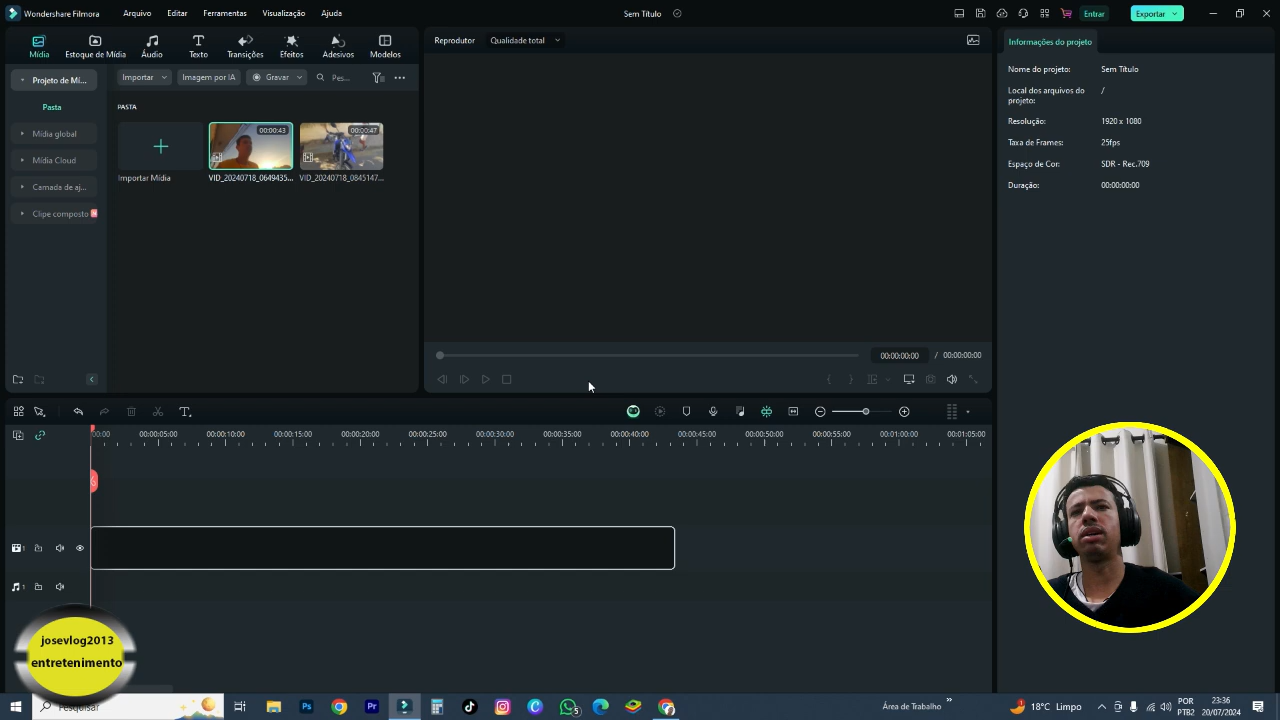 Wondershare Filmora
Arquivo
Editar
Ferramentas
Visualização
Ajuda
Sem Título
Entrar
Exportar
Mídia
Estoque de Mídia
Áudio
Texto
Transições
Efeitos
Adesivos
Modelos
Reprodutor
Qualidade total
Informações do projeto
Projeto de Mí...
Importar
Imagem por IA
Gravar
Pes...
Nome do projeto:
Sem Título
Local dos arquivos do projeto:
/
Pasta
PASTA
Resolução:
1920 x 1080
Mídia global
00:00:43
00:00:47
Taxa de Frames:
25fps
Mídia Cloud
Espaço de Cor:
SDR - Rec.709
Importar Mídia
VID_20240718_0649435...
VID_20240718_0845147...
Camada de aj...
Duração:
00:00:00:00
Clipe composto
00:00:00:00
/
00:00:00:00
00:00
00:00:05:00
00:00:10:00
00:00:15:00
00:00:20:00
00:00:25:00
00:00:30:00
00:00:35:00
00:00:40:00
00:00:45:00
00:00:50:00
00:00:55:00
00:01:00:00
00:01:05:00
1
1
josevlog2013
entretenimento
Pesquisar
Ps
Pr
5
Área de Trabalho
18°C Limpo
POR
PTB2
23:36
20/07/2024